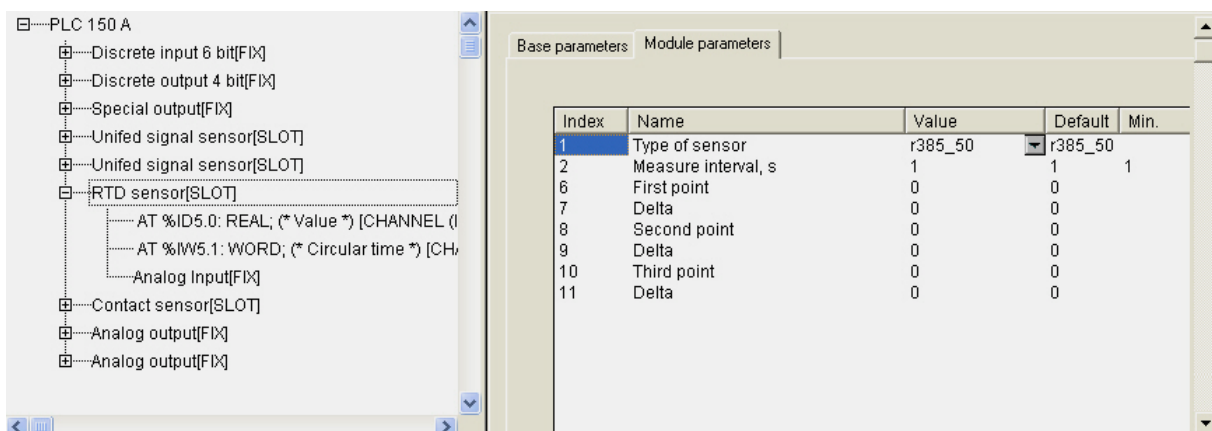 PLC 150 A
Discrete input 6 bit[FIX]
Discrete output 4 bit[FIX]
Special output[FIX]
Unifed signal sensor[SLOT]
Unifed signal sensor[SLOT]
RTD sensor[SLOT]
AT %ID5.0: REAL; (* Value *) [CHANNEL (I
AT %IW5.1: WORD; (* Circular time *) [CHA
Analog Input[FIX]
Contact sensor[SLOT]
Analog output[FIX]
Analog output[FIX]
Base parameters Module parameters
Index Name Value Default Min.
1 Type of sensor r385_50 r385_50
2 Measure interval, s 1 1 1
6 First point 0 0
7 Delta 0 0
8 Second point 0 0
9 Delta 0 0
10 Third point 0 0
11 Delta 0 0